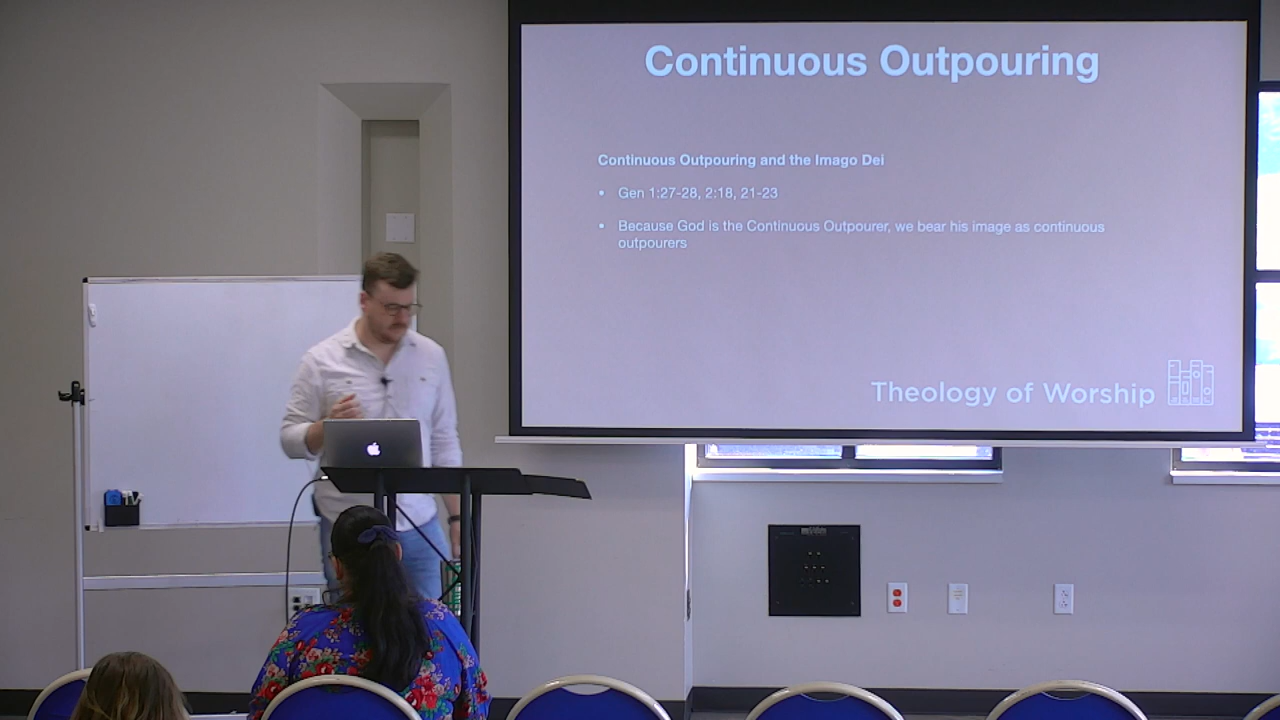 Continuous Outpouring
Continuous Outpouring and the Imago Dei
• Gen 1:27-28, 2:18, 21-23
• Because God is the Continuous Outpourer, we bear his image as continuous
outpourers
Theology of Worship